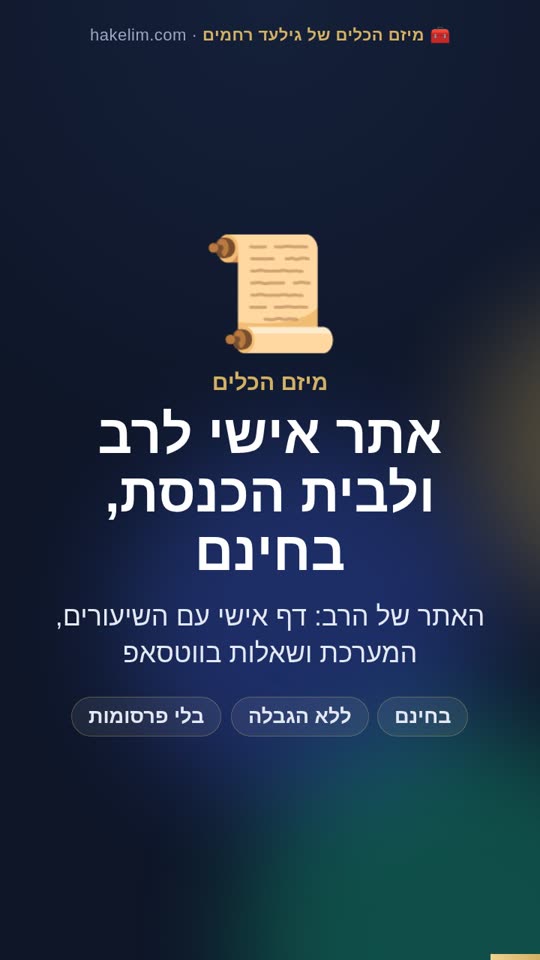 🧰 מיזם הכלים של גילעד רחמים · hakelim.com
מיזם הכלים
אתר אישי לרב
ולבית הכנסת,
בחינם
האתר של הרב: דף אישי עם השיעורים,
המערכת ושאלות בווטסאפ
בחינם
ללא הגבלה
בלי פרסומות